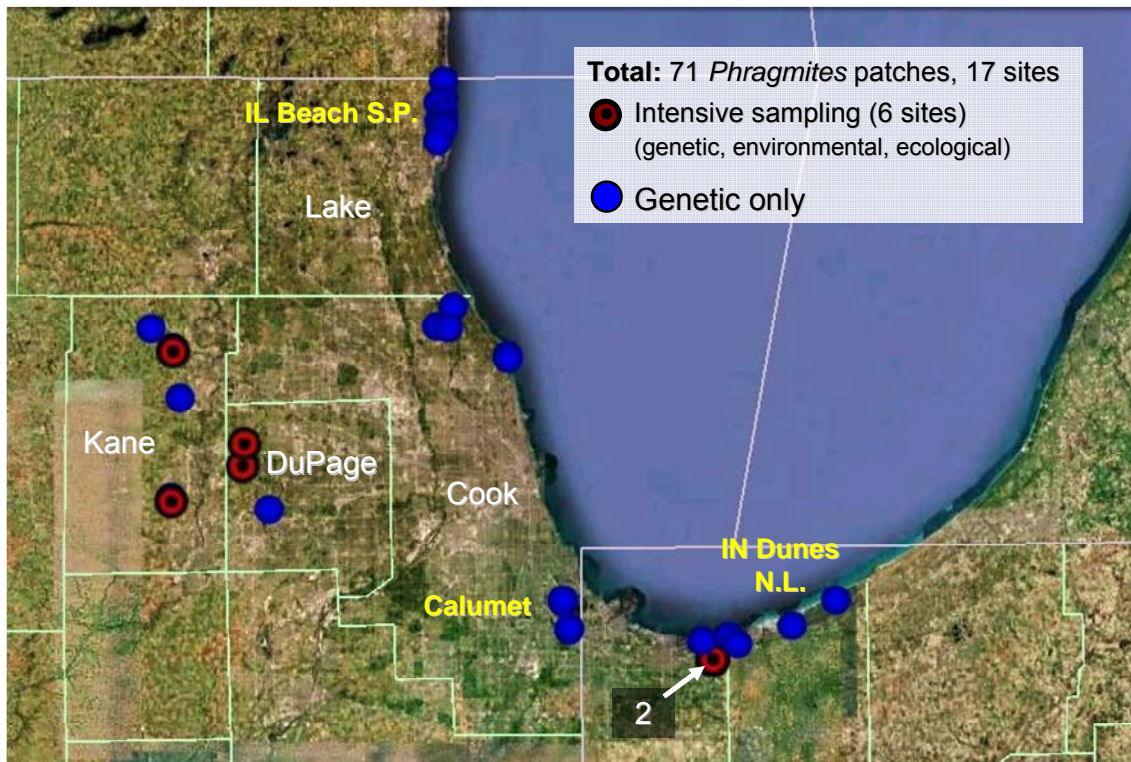 Total: 71 Phragmites patches, 17 sites
Intensive sampling (6 sites)
(genetic, environmental, ecological)
Genetic only
IL Beach S.P.
Lake
Kane
DuPage
Cook
IN Dunes
N.L.
Calumet
2